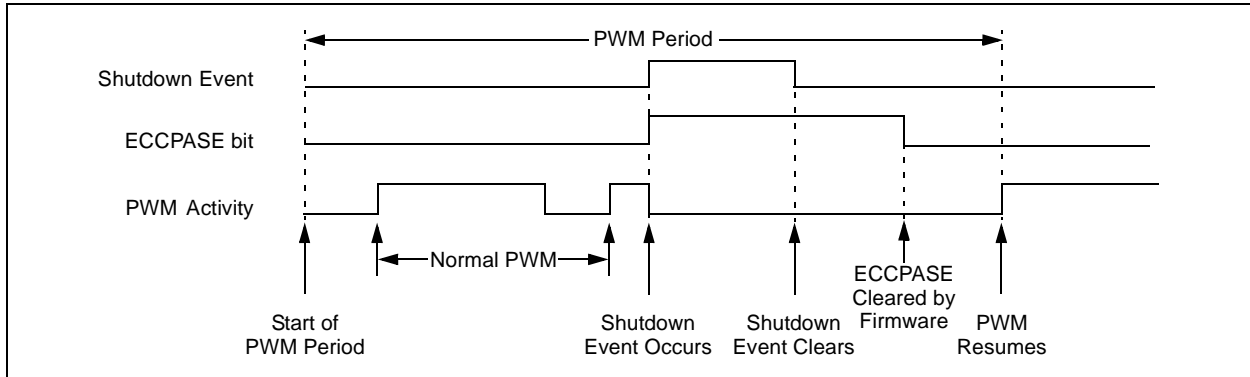 PWM Period
Shutdown Event
ECCPASE bit
PWM Activity
Normal PWM
Start of
PWM Period
Shutdown
Event Occurs
Shutdown
Event Clears
ECCPASE
Cleared by
Firmware
PWM
Resumes